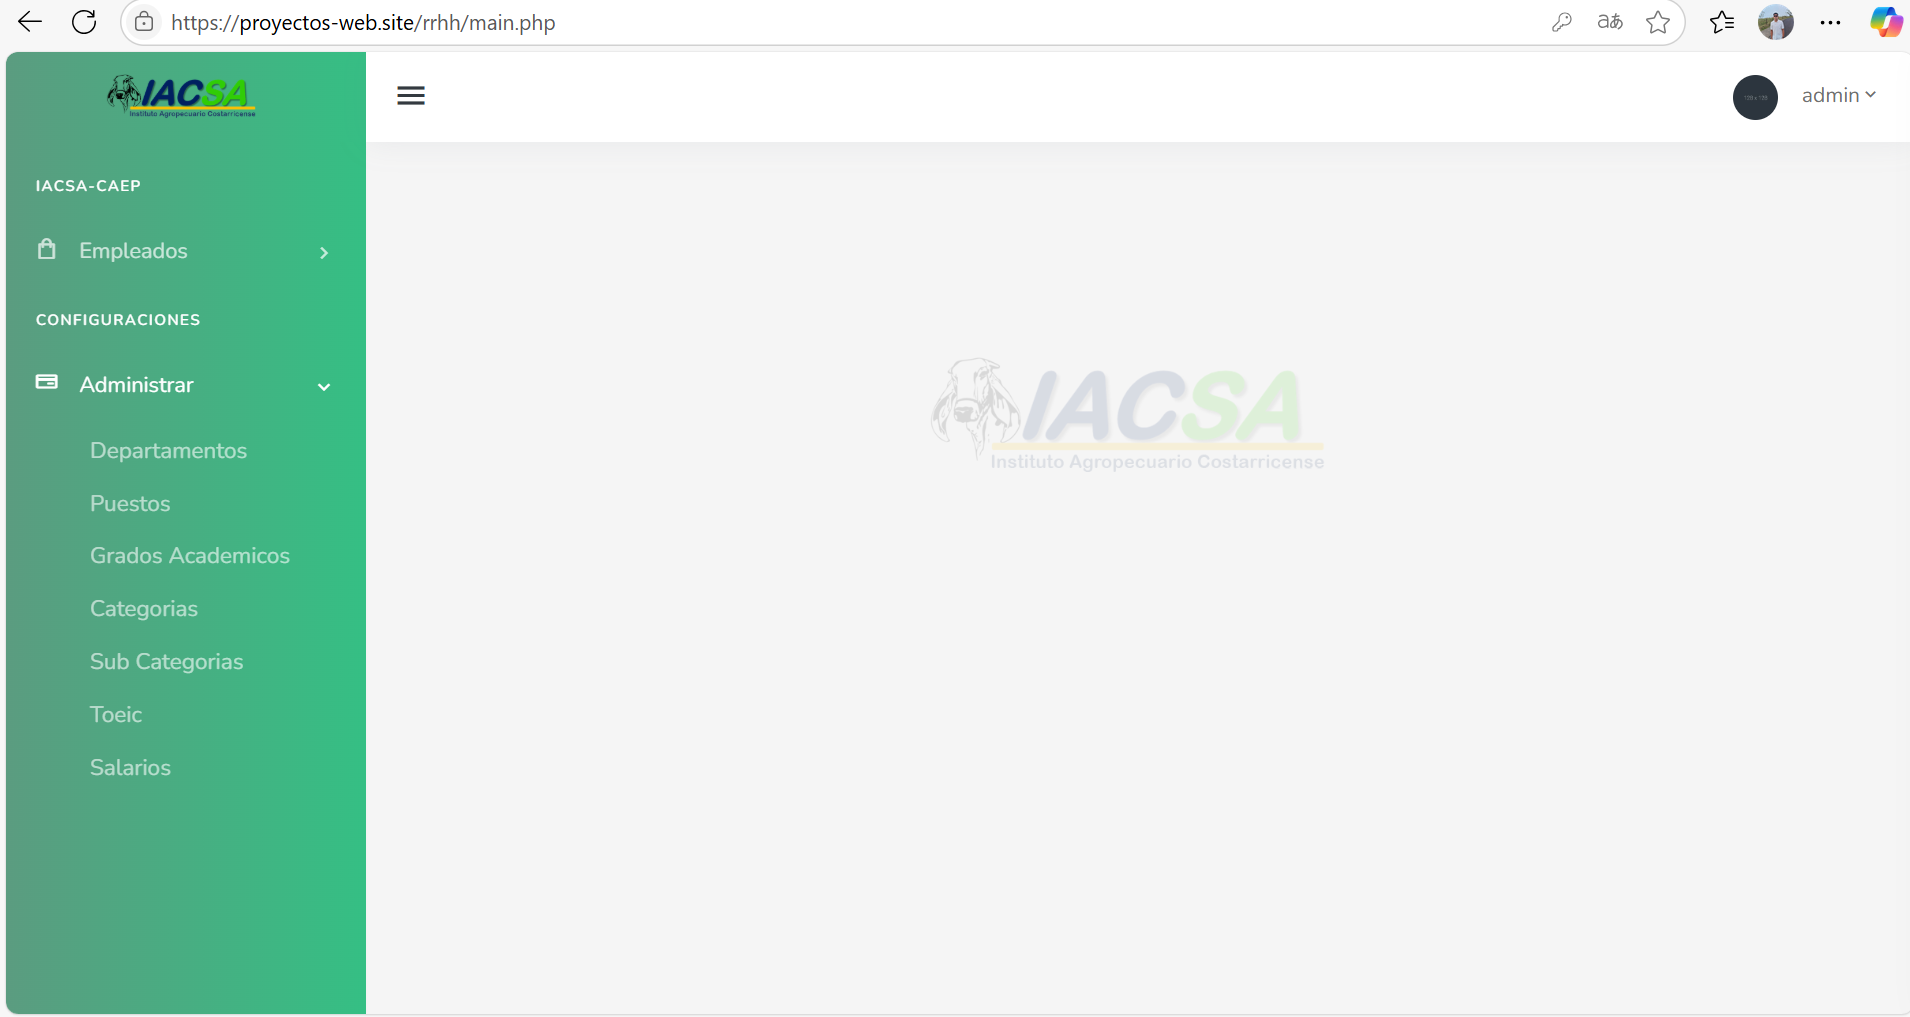 https://proyectos-web.site/rrhh/main.php
IACSA
Instituto Agropecuario Costarricense
admin
IACSA-CAEP
Empleados
CONFIGURACIONES
Administrar
Departamentos
Puestos
Grados Academicos
Categorias
Sub Categorias
Toeic
Salarios
IACSA
Instituto Agropecuario Costarricense